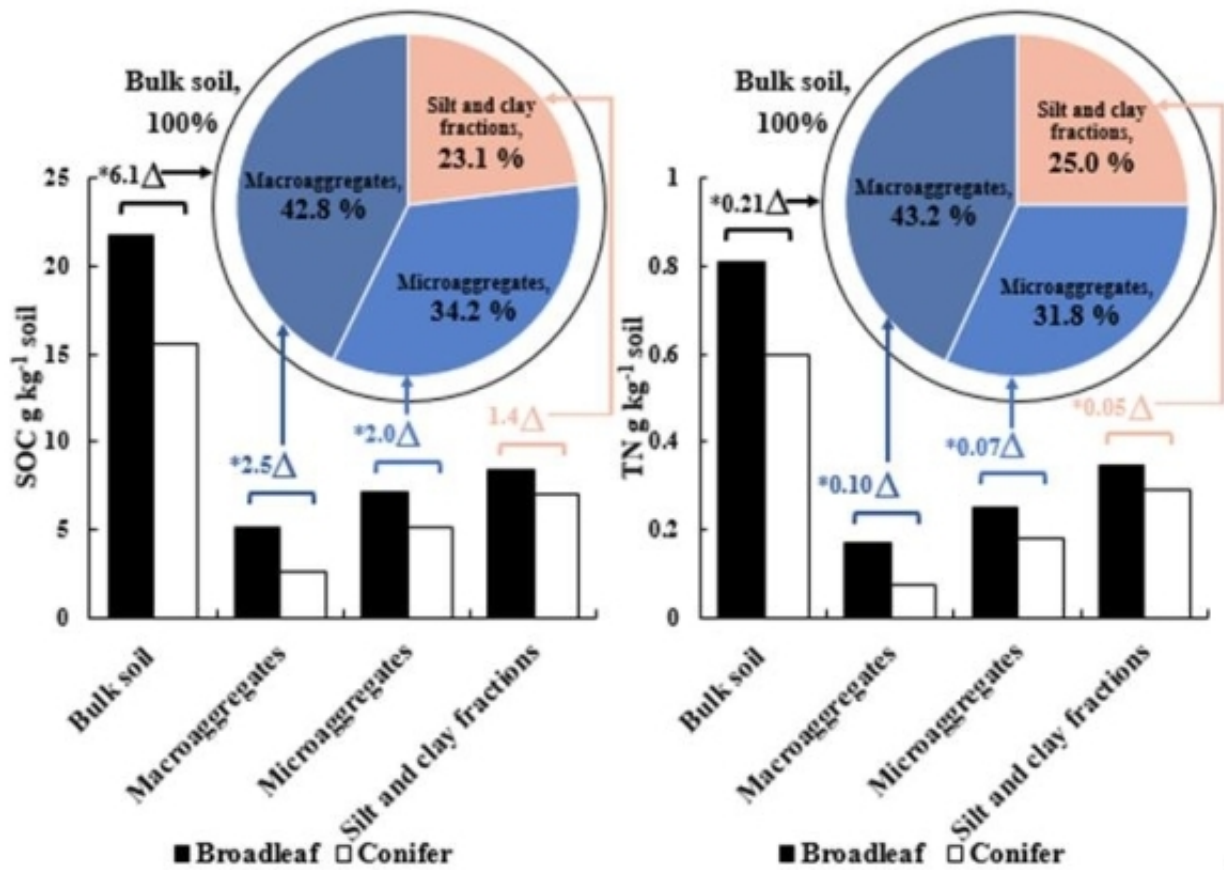 Bulk soil,
100%
Silt and clay
fractions,
23.1 %
Macroaggregates,
42.8 %
Microaggregates,
34.2 %
*6.1Δ
*2.5Δ
*2.0Δ
1.4Δ
25
20
15
10
5
0
SOC g kg⁻¹ soil
Bulk soil
Macroaggregates
Microaggregates
Silt and clay fractions
Broadleaf Conifer
Bulk soil,
100%
Silt and clay
fractions,
25.0 %
Macroaggregates,
43.2 %
Microaggregates,
31.8 %
*0.21Δ
*0.10Δ
*0.07Δ
*0.05Δ
1
0.8
0.6
0.4
0.2
0
TN g kg⁻¹ soil
Bulk soil
Macroaggregates
Microaggregates
Silt and clay fractions
Broadleaf Conifer